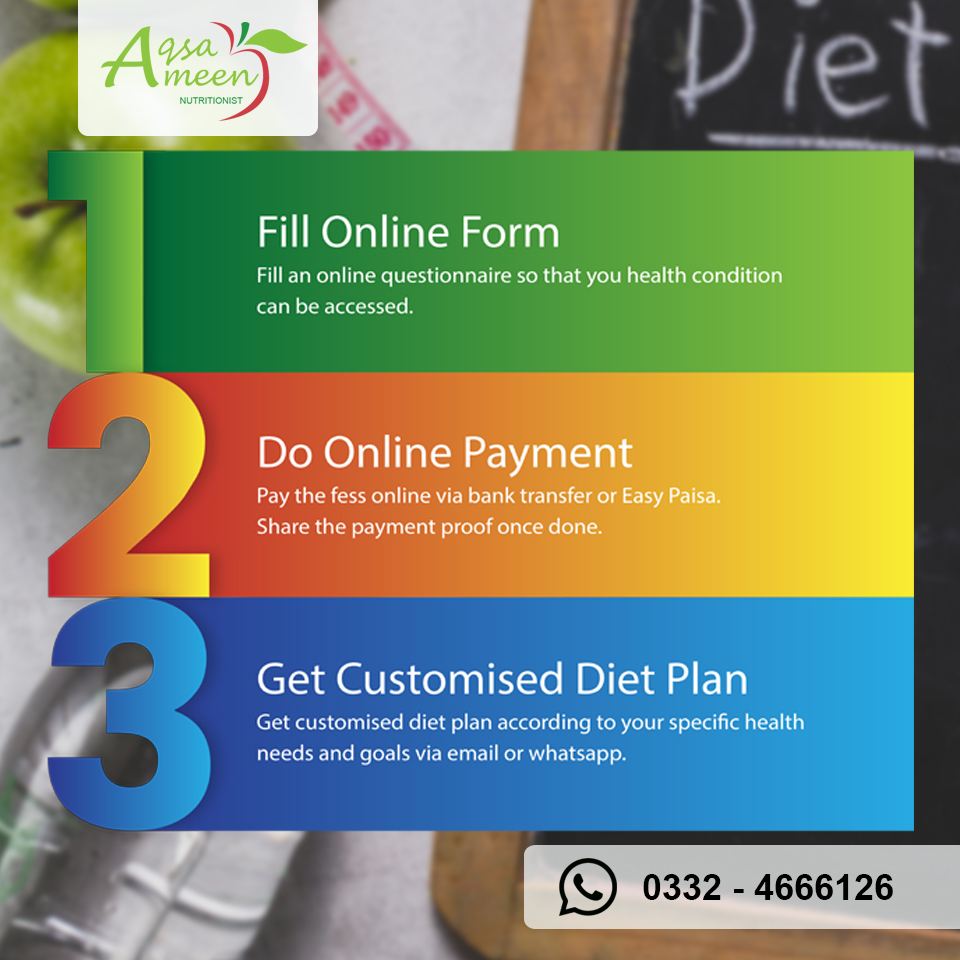 Aqsa
Ameen
NUTRITIONIST
Diet
1
Fill Online Form
Fill an online questionnaire so that you health condition
can be accessed.
2
Do Online Payment
Pay the fess online via bank transfer or Easy Paisa.
Share the payment proof once done.
3
Get Customised Diet Plan
Get customised diet plan according to your specific health
needs and goals via email or whatsapp.
0332 - 4666126